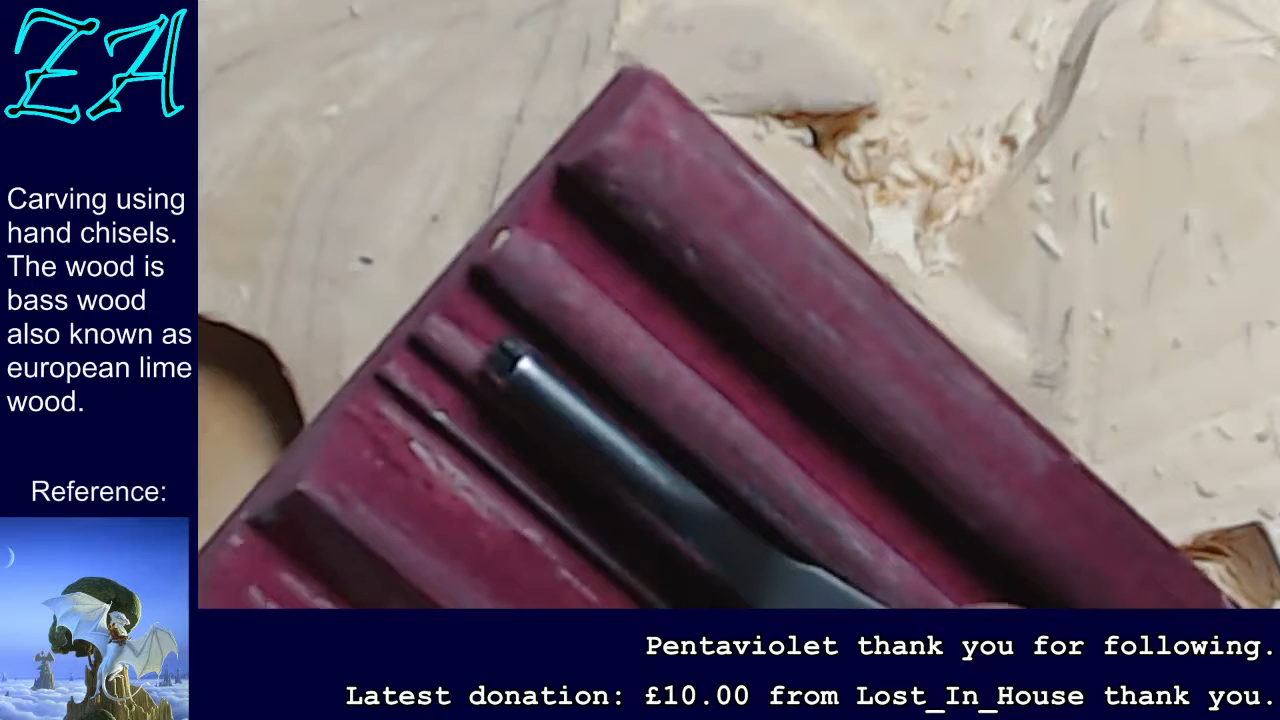 ZA
Carving using
hand chisels.
The wood is
bass wood
also known as
european lime
wood.
Reference:
Pentaviolet thank you for following.
Latest donation: £10.00 from Lost_In_House thank you.